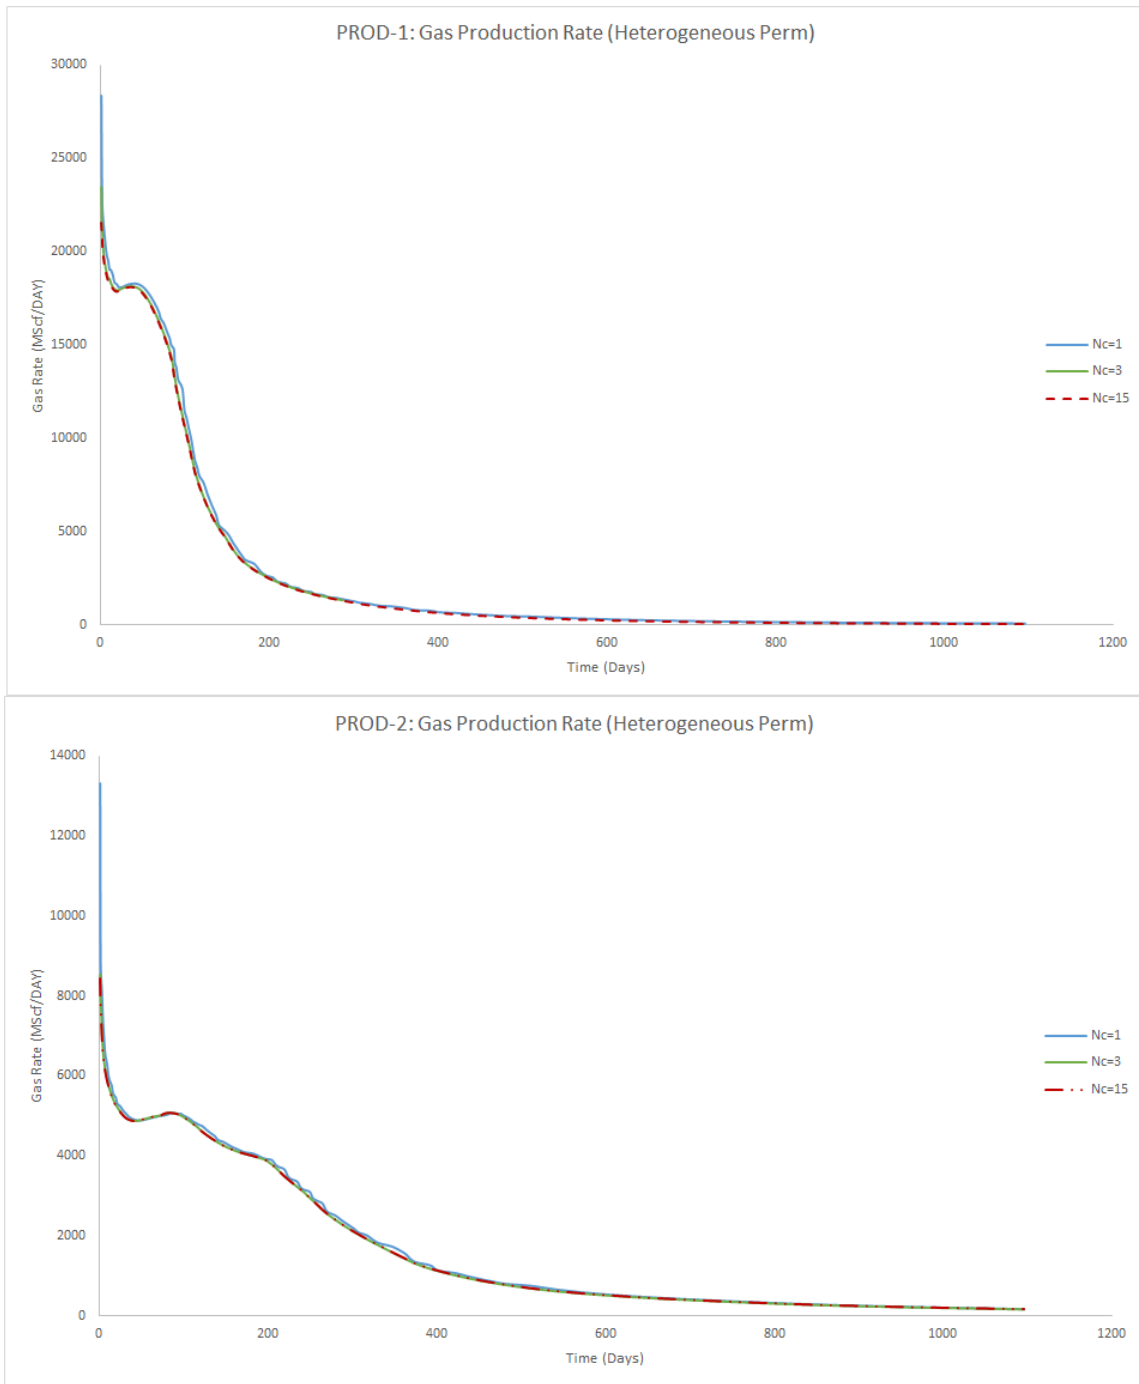 PROD-1: Gas Production Rate (Heterogeneous Perm)
30000
25000
20000
15000
10000
5000
0
Gas Rate (MScf/DAY)
0 200 400 600 800 1000 1200
Time (Days)
Nc=1
Nc=3
Nc=15
PROD-2: Gas Production Rate (Heterogeneous Perm)
14000
12000
10000
8000
6000
4000
2000
0
Gas Rate (MScf/DAY)
0 200 400 600 800 1000 1200
Time (Days)
Nc=1
Nc=3
Nc=15